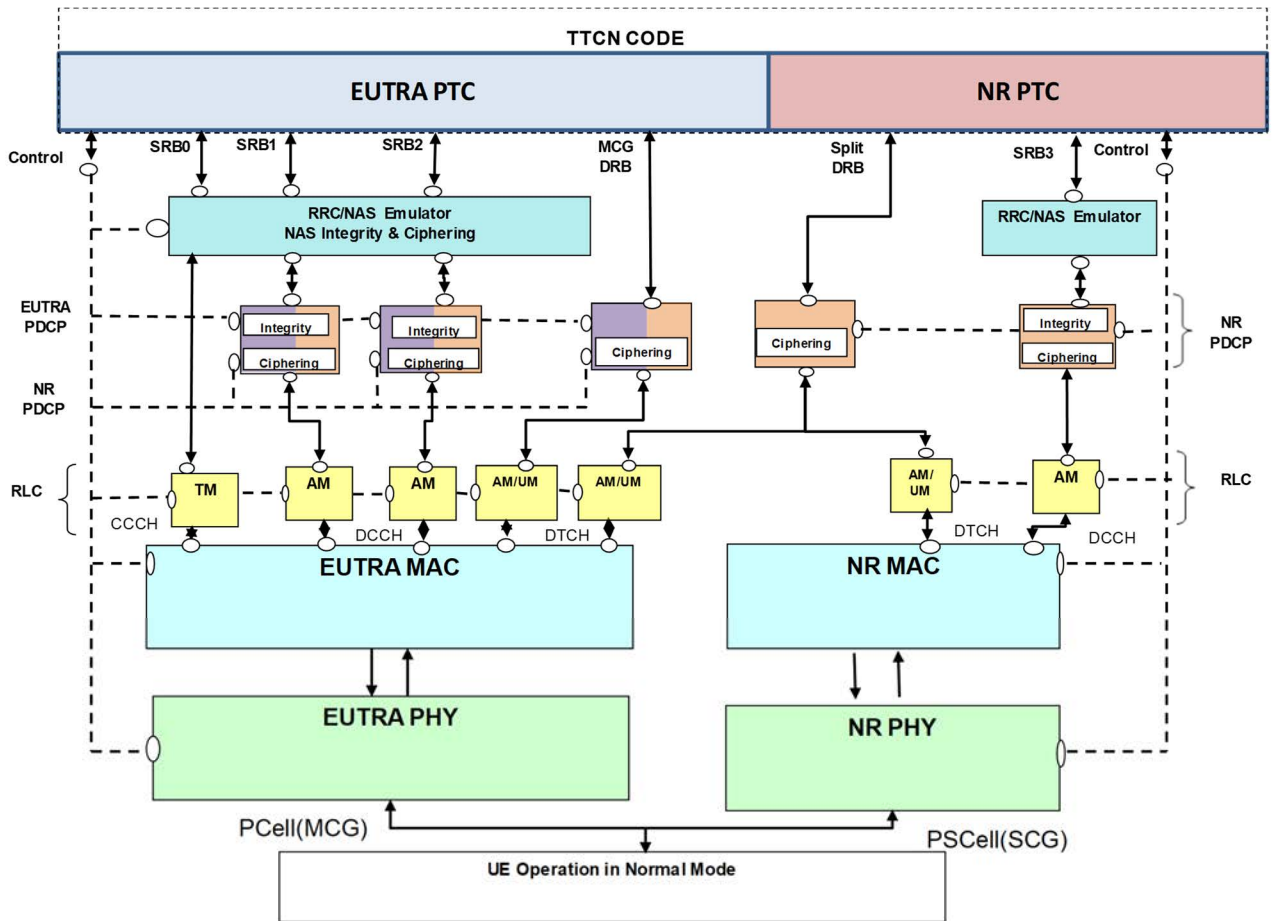 TTCN CODE
EUTRA PTC
NR PTC
Control
SRB0
SRB1
SRB2
MCG
DRB
Split
DRB
SRB3
Control
RRC/NAS Emulator
NAS Integrity & Ciphering
RRC/NAS Emulator
EUTRA
PDCP
Integrity
Ciphering
Integrity
Ciphering
Ciphering
Ciphering
Integrity
Ciphering
NR
PDCP
NR
PDCP
RLC
TM
AM
AM
AM/UM
AM/UM
AM/
UM
AM
RLC
CCCH
DCCH
DTCH
DTCH
DCCH
EUTRA MAC
NR MAC
EUTRA PHY
NR PHY
PCell(MCG)
PSCell(SCG)
UE Operation in Normal Mode